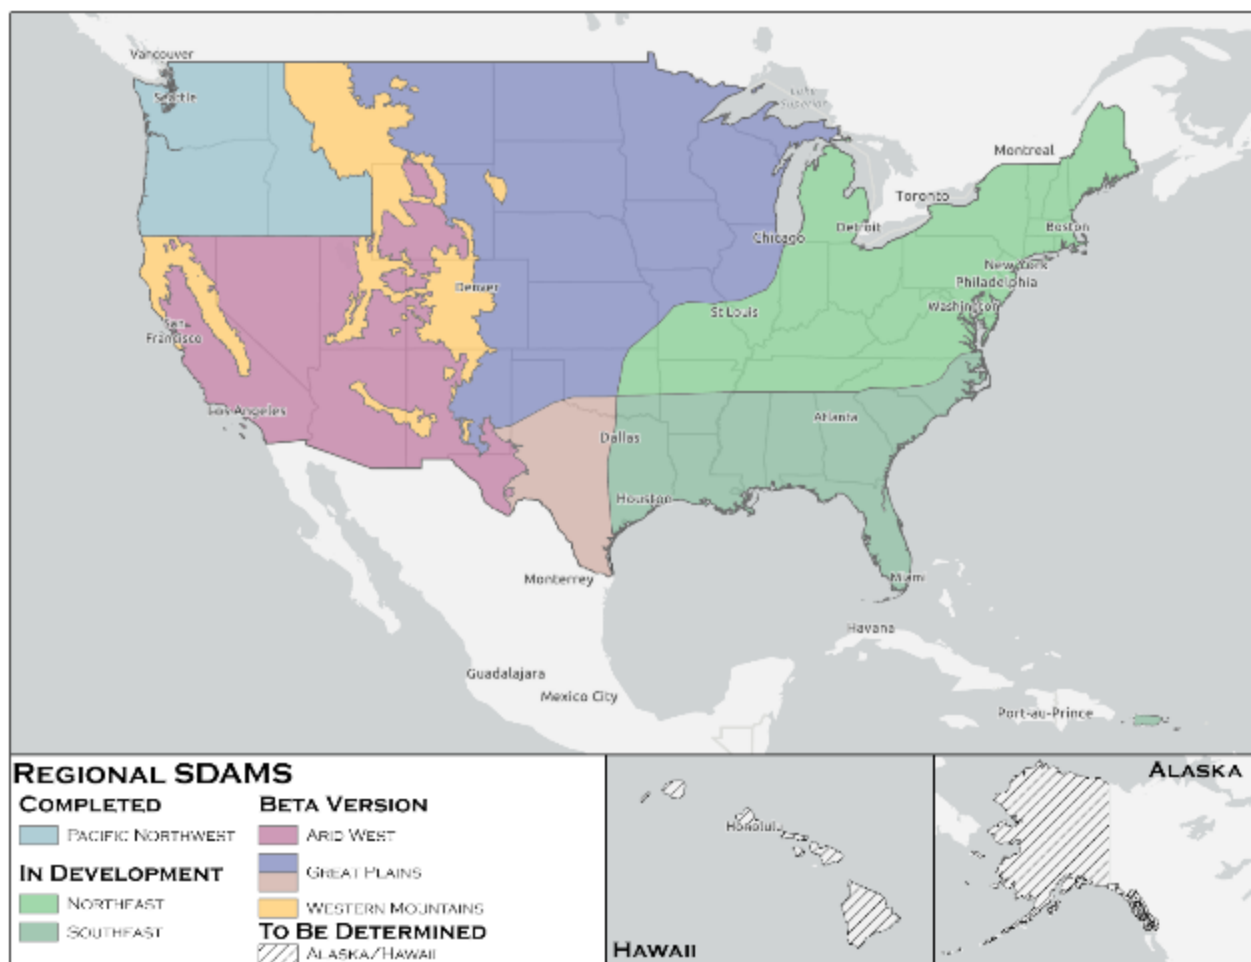 Vancouver
Seattle
Lake
Superior
Montreal
Toronto
Chicago
Detroit
Boston
New York
Philadelphia
Washington
Denver
St Louis
San
Francisco
Los Angeles
Atlanta
Dallas
Houston
Miami
Monterrey
Havana
Guadalajara
Mexico City
Port-au-Prince
REGIONAL SDAMS
COMPLETED
PACIFIC NORTHWEST
IN DEVELOPMENT
NORTHEAST
SOUTHEAST
BETA VERSION
ARID WEST
GREAT PLAINS
WESTERN MOUNTAINS
TO BE DETERMINED
ALASKA/HAWAII
Honolulu
HAWAII
ALASKA